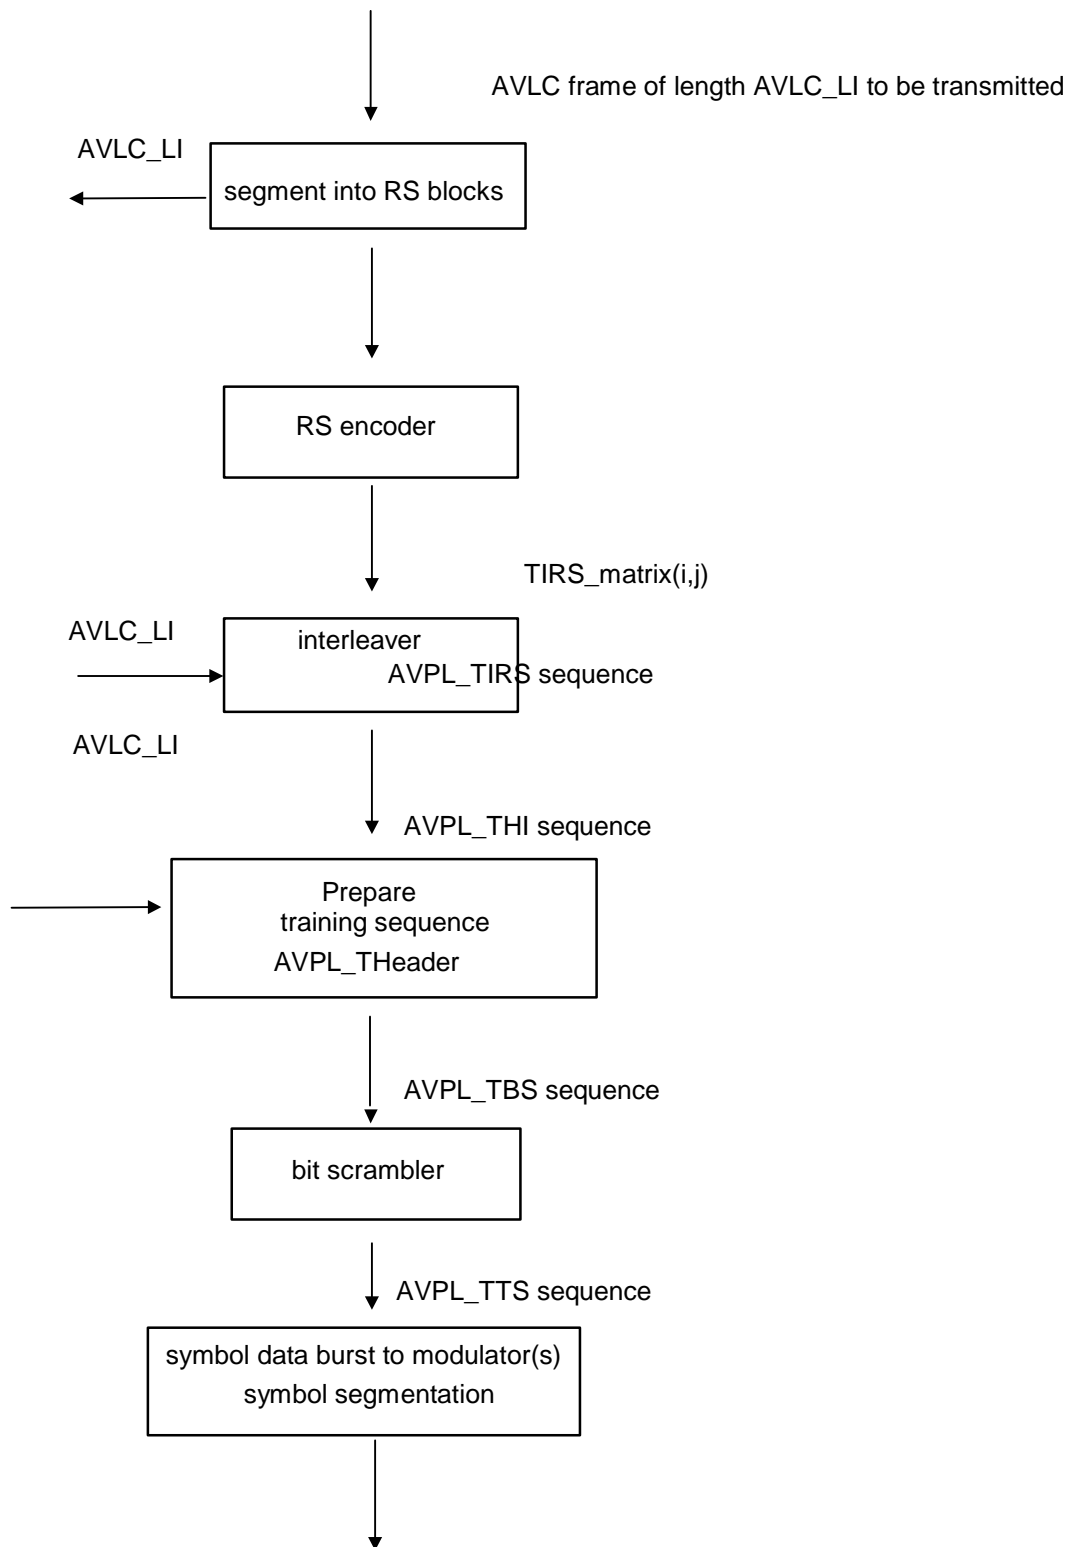 AVLC frame of length AVLC_LI to be transmitted
AVLC_LI
segment into RS blocks
RS encoder
TIRS_matrix(i,j)
AVLC_LI
interleaver
AVPL_TIRS sequence
AVLC_LI
AVPL_THI sequence
Prepare
training sequence
AVPL_THeader
AVPL_TBS sequence
bit scrambler
AVPL_TTS sequence
symbol data burst to modulator(s)
symbol segmentation